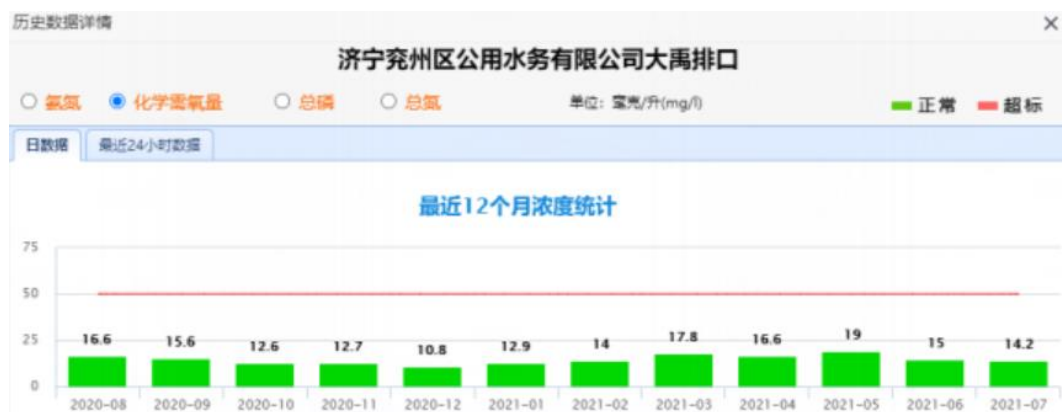 历史数据详情 ×
济宁兖州区公用水务有限公司大禹排口
氨氮 化学需氧量 总磷 总氮 单位：毫克/升(mg/l) 正常 超标
日数据 最近24小时数据
最近12个月浓度统计
75
50
25
0
16.6 15.6 12.6 12.7 10.8 12.9 14 17.8 16.6 19 15 14.2
2020-08 2020-09 2020-10 2020-11 2020-12 2021-01 2021-02 2021-03 2021-04 2021-05 2021-06 2021-07